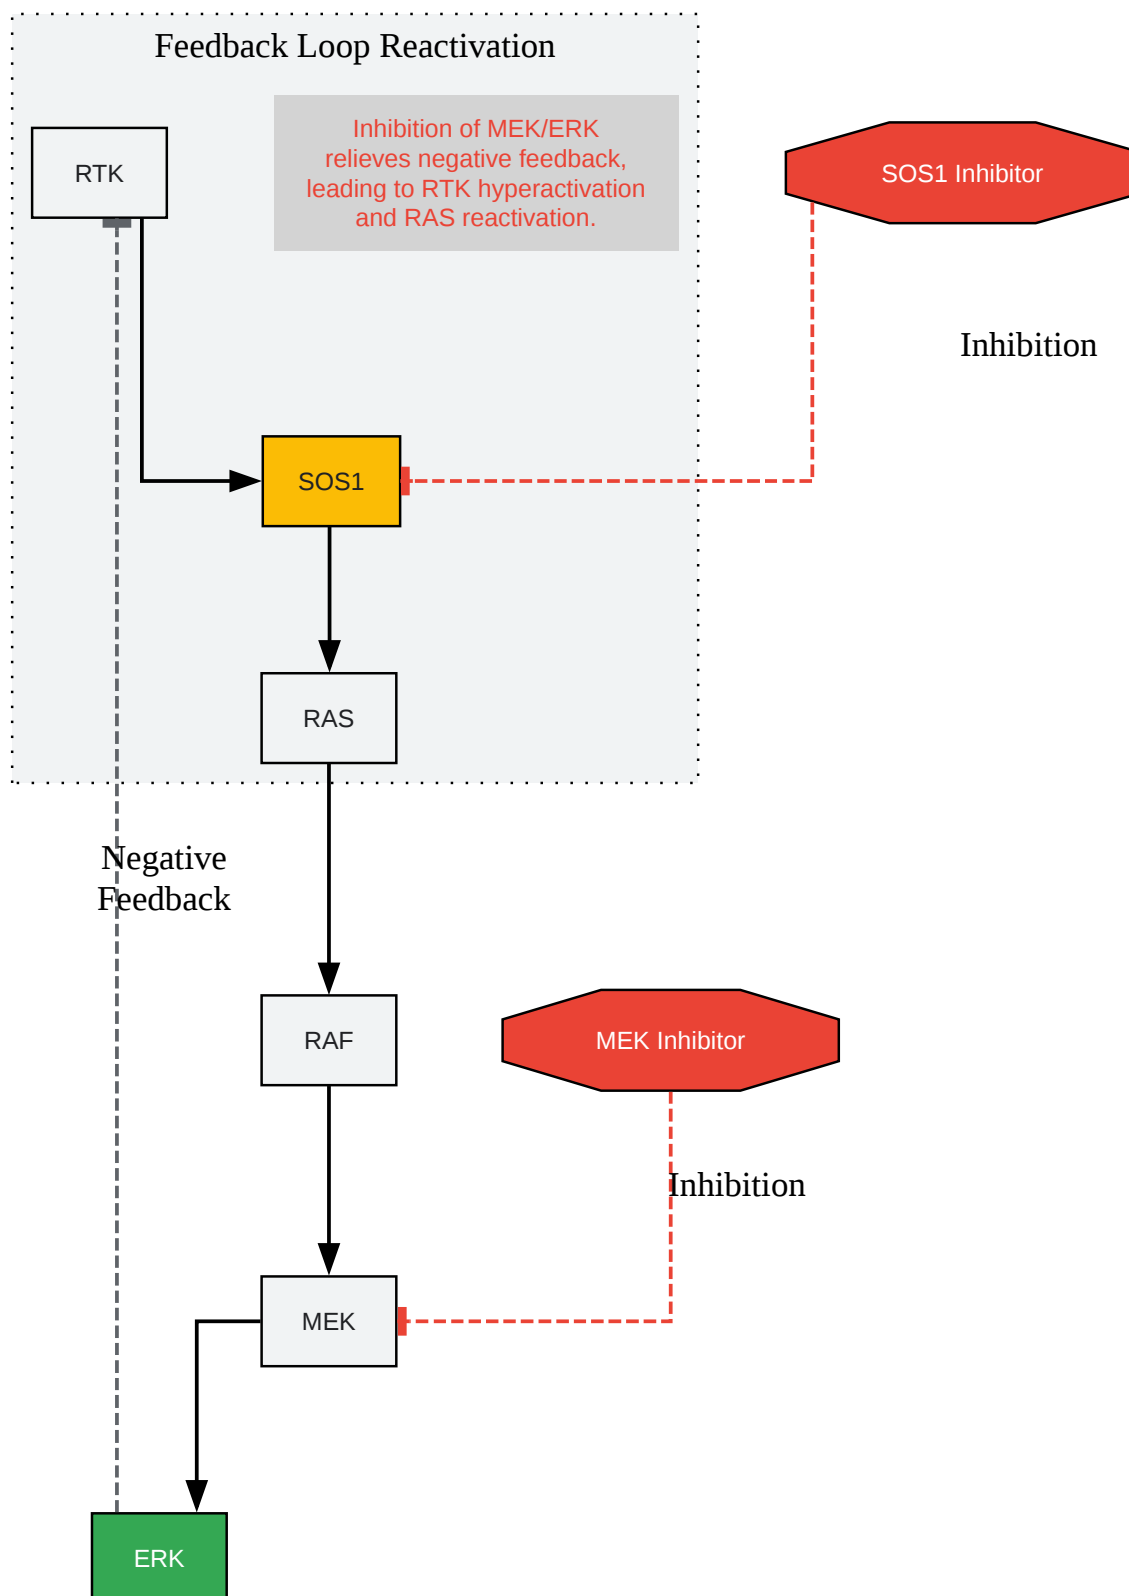 Feedback Loop Reactivation
RTK
Inhibition of MEK/ERK
relieves negative feedback,
leading to RTK hyperactivation
and RAS reactivation.
SOS1 Inhibitor
Inhibition
SOS1
RAS
Negative
Feedback
RAF
MEK Inhibitor
Inhibition
MEK
ERK